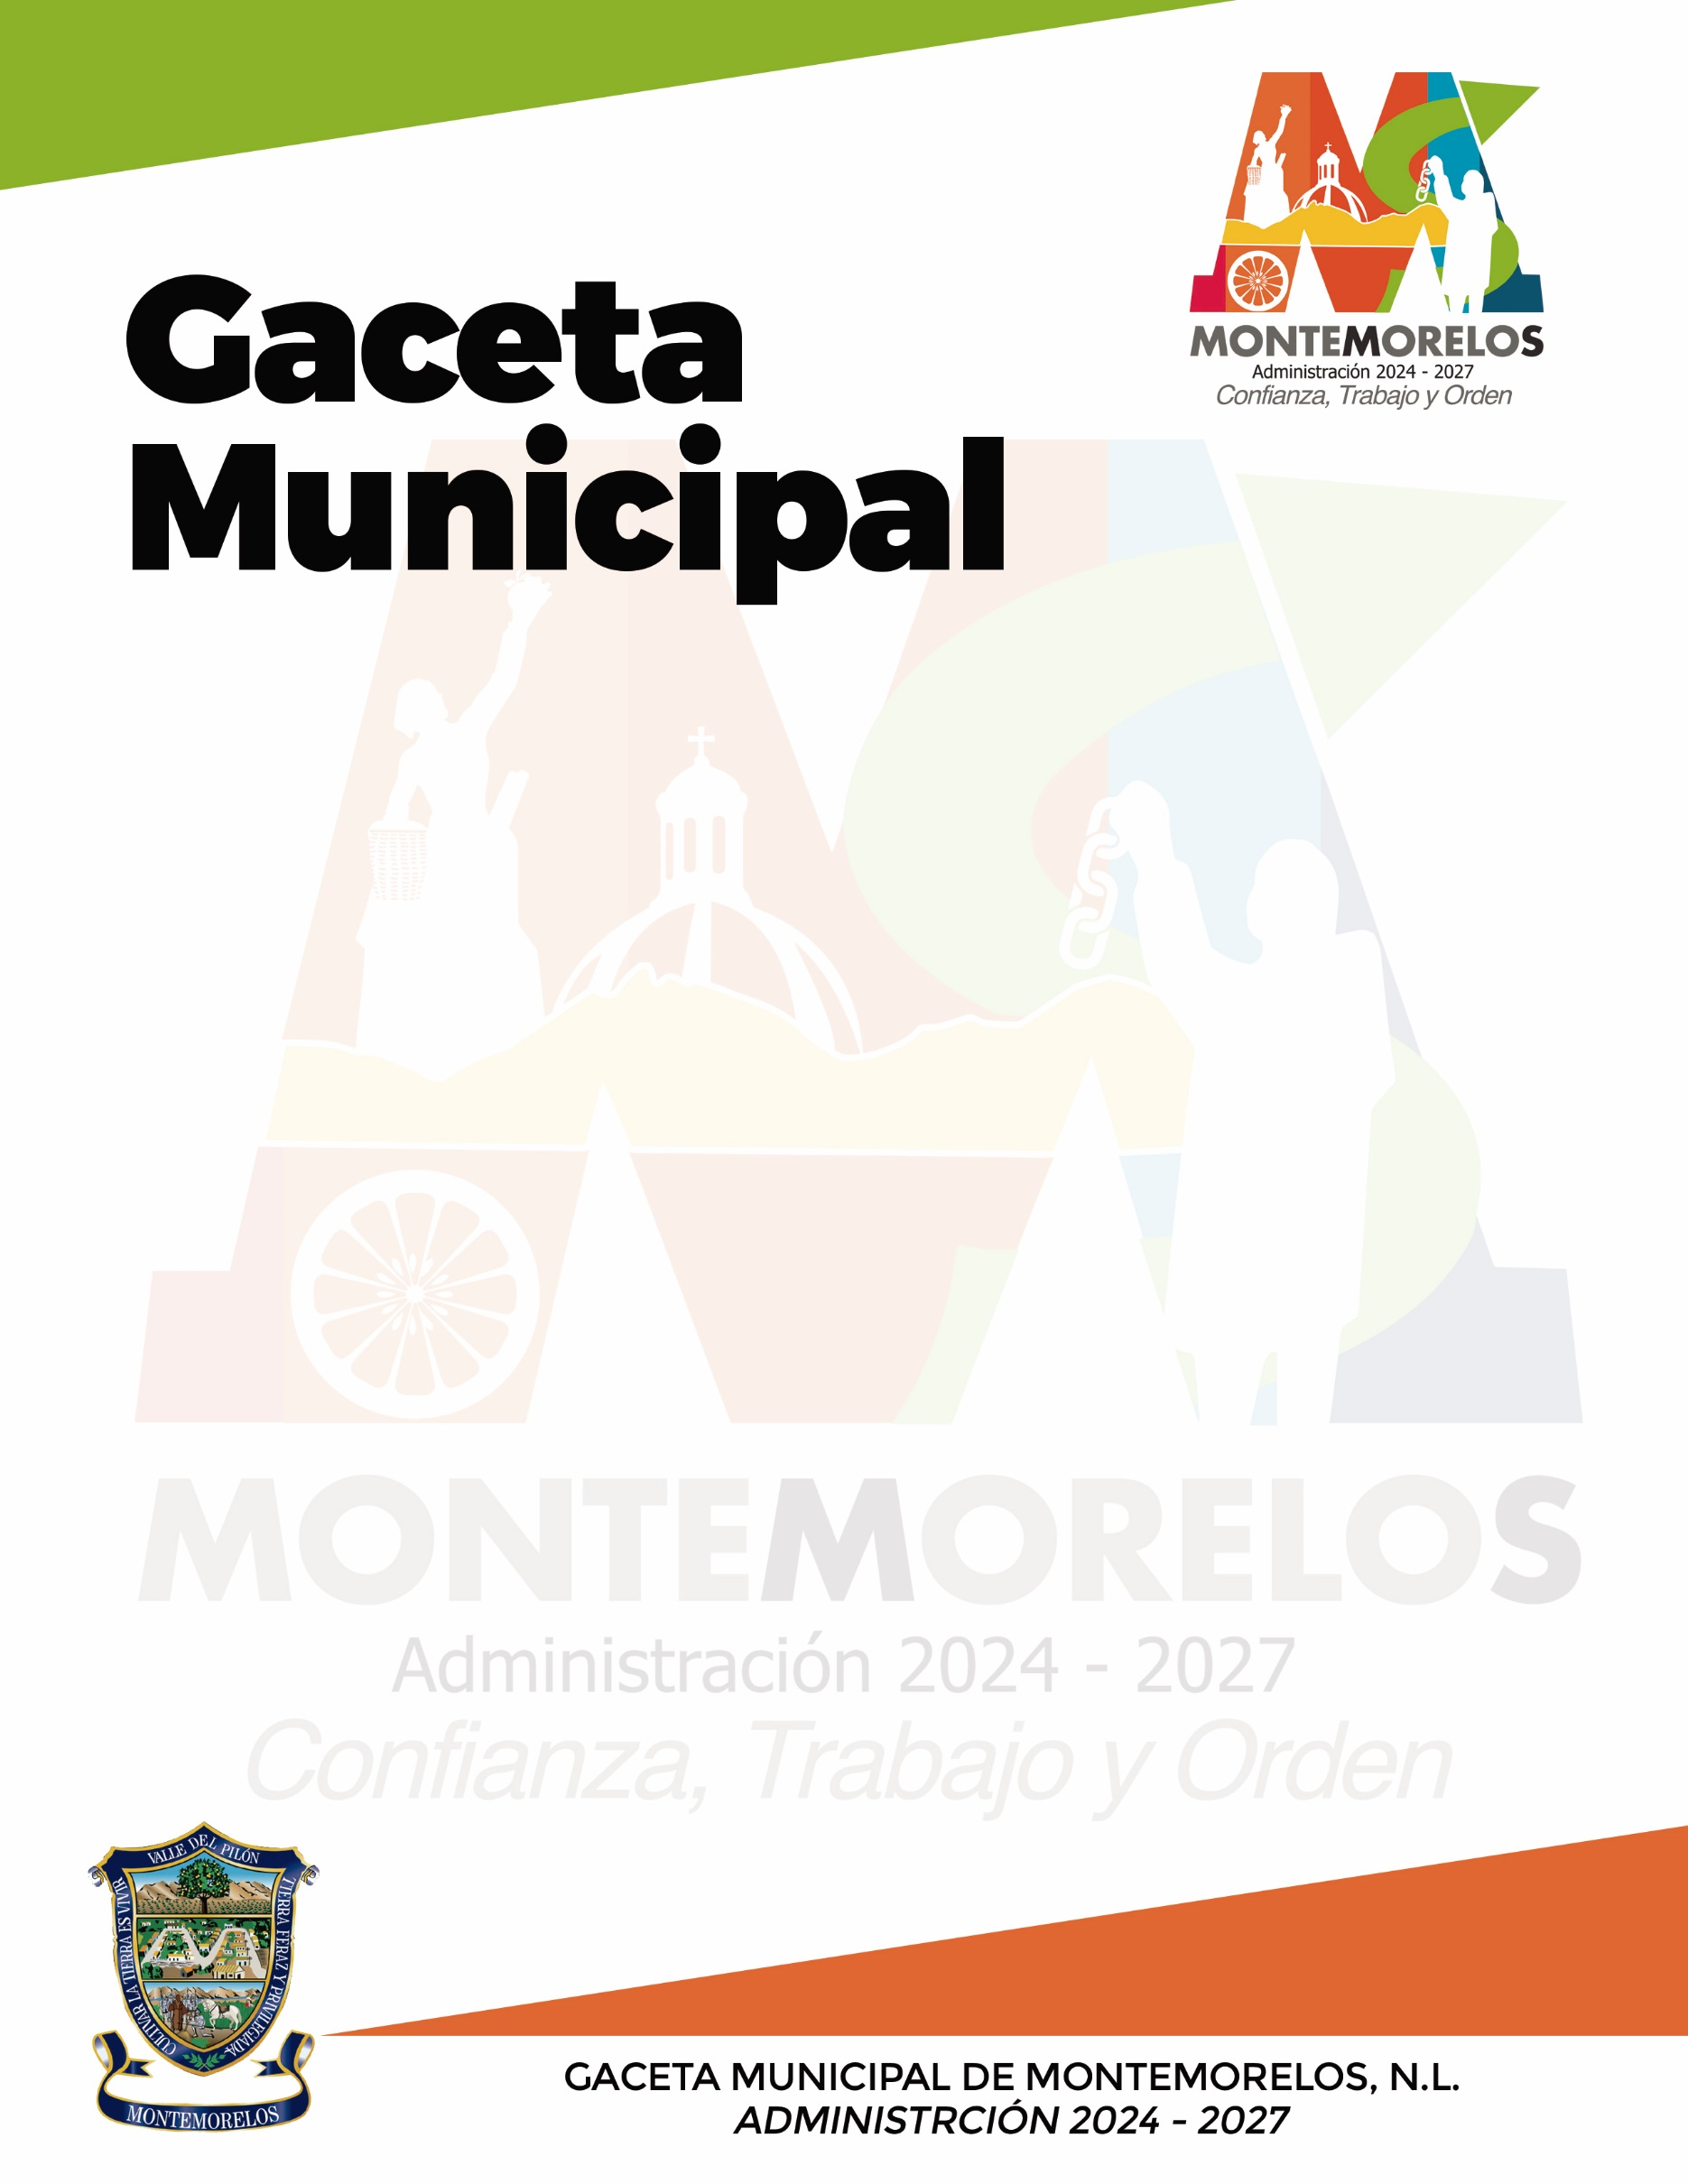 MONTEMORELOS
Administración 2024 - 2027
Confianza, Trabajo y Orden
Gaceta
Municipal
MONTEMORELOS
Administración 2024 - 2027
Confianza, Trabajo y Orden
VALLE DEL PILÓN
CULTIVAR LA TIERRA ES VIVIR
TIERRA FERAZ Y PRIVILEGIADA
MONTEMORELOS
GACETA MUNICIPAL DE MONTEMORELOS, N.L.
ADMINISTRCIÓN 2024 - 2027